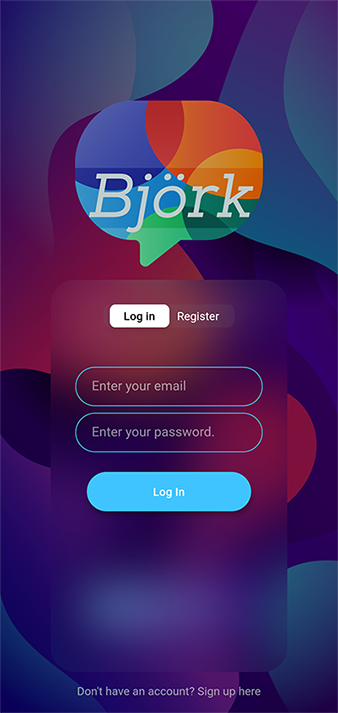 Björk
Log in
Register
Enter your email
Enter your password.
Log In
Don't have an account? Sign up here